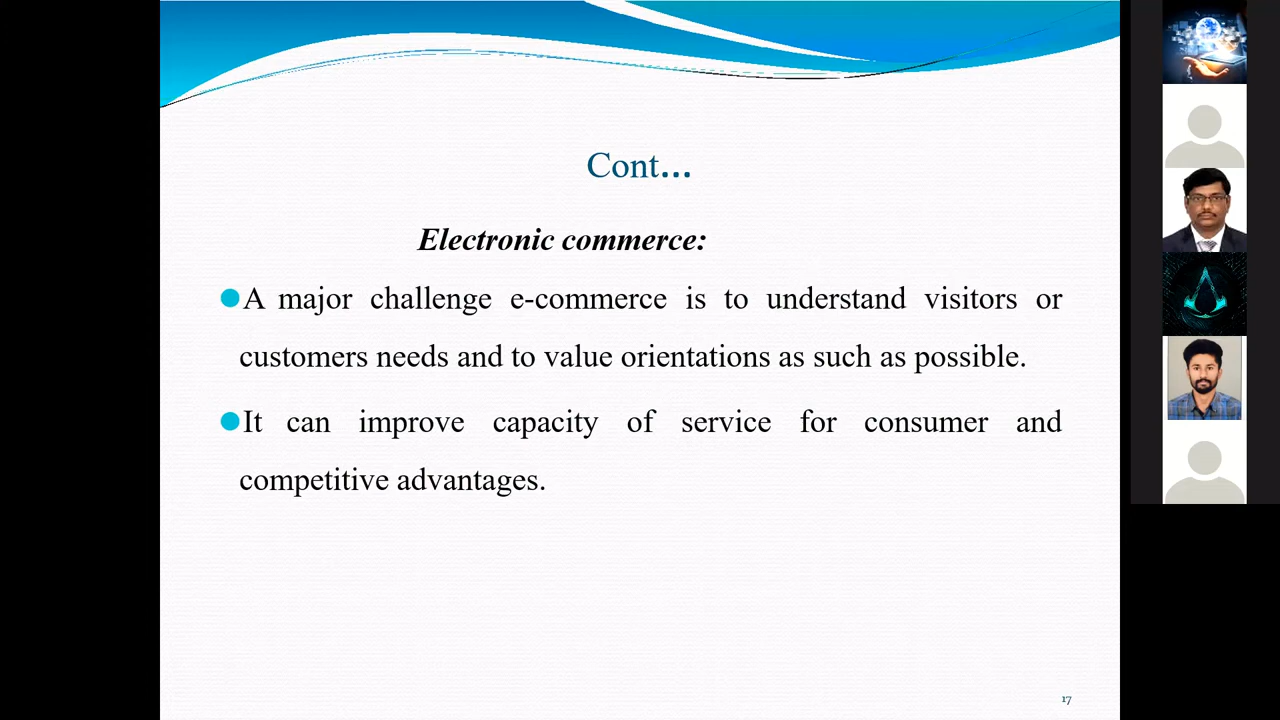 Cont...
Electronic commerce:
A major challenge e-commerce is to understand visitors or
customers needs and to value orientations as such as possible.
It can improve capacity of service for consumer and
competitive advantages.
17